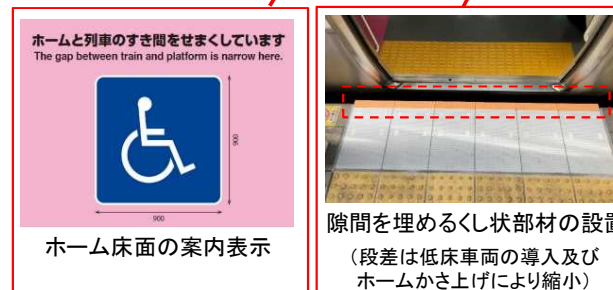 ホームと列車のすき間をせまくしています
The gap between train and platform is narrow here.
900
900
ホーム床面の案内表示
隙間を埋めるくし状部材の設置
（段差は低床車両の導入及び
ホームかさ上げにより縮小）